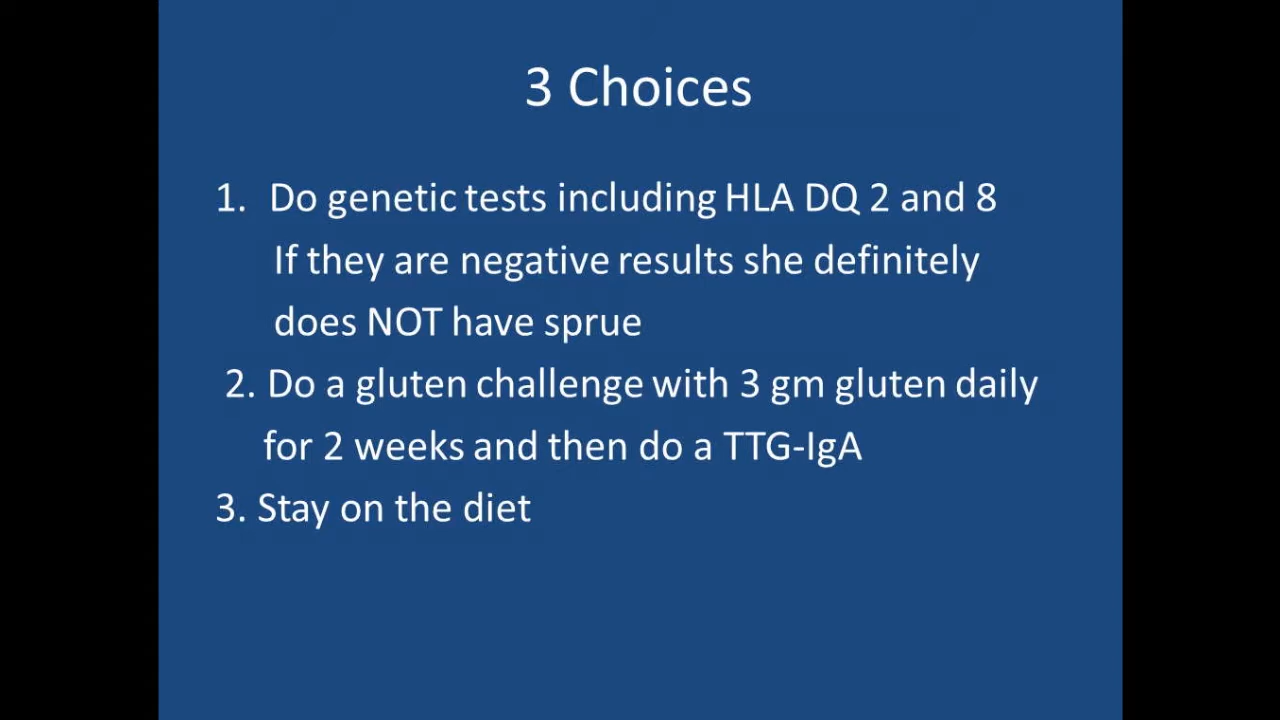 3 Choices
1. Do genetic tests including HLA DQ 2 and 8
If they are negative results she definitely
does NOT have sprue
2. Do a gluten challenge with 3 gm gluten daily
for 2 weeks and then do a TTG-IgA
3. Stay on the diet